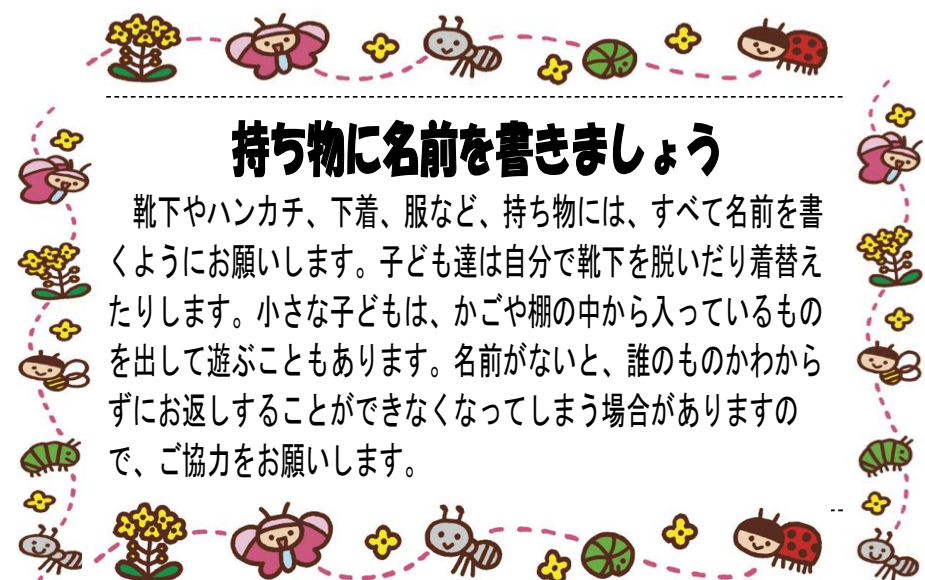 持ち物に名前を書きましょう
　靴下やハンカチ、下着、服など、持ち物には、すべて名前を書
くようにお願いします。子ども達は自分で靴下を脱いだり着替え
たりします。小さな子どもは、かごや棚の中から入っているもの
を出して遊ぶこともあります。名前がないと、誰のものかわから
ずにお返しすることができなくなってしまう場合がありますの
で、ご協力をお願いします。